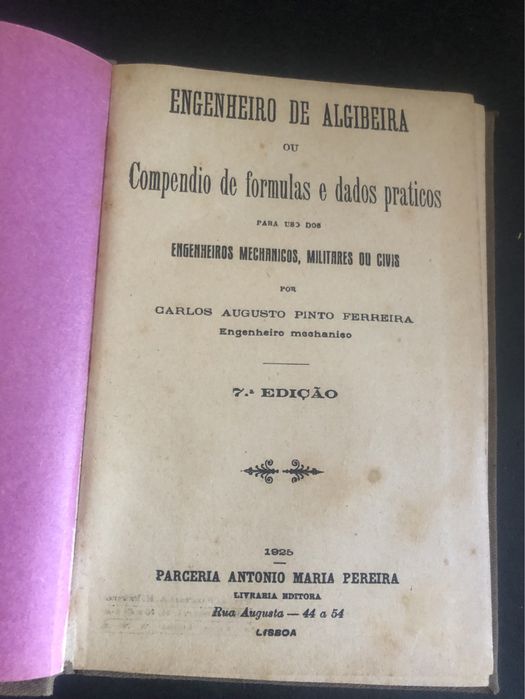 ENGENHEIRO DE ALGIBEIRA
OU
Compendio de formulas e dados praticos
PARA USO DOS
ENGENHEIROS MECHANICOS, MILITARES OU CIVIS
POR
CARLOS AUGUSTO PINTO FERREIRA
Engenheiro mechanico
7.ª EDIÇÃO
1925
PARCERIA ANTONIO MARIA PEREIRA
LIVRARIA EDITORA
Rua Augusta — 44 a 54
LISBOA